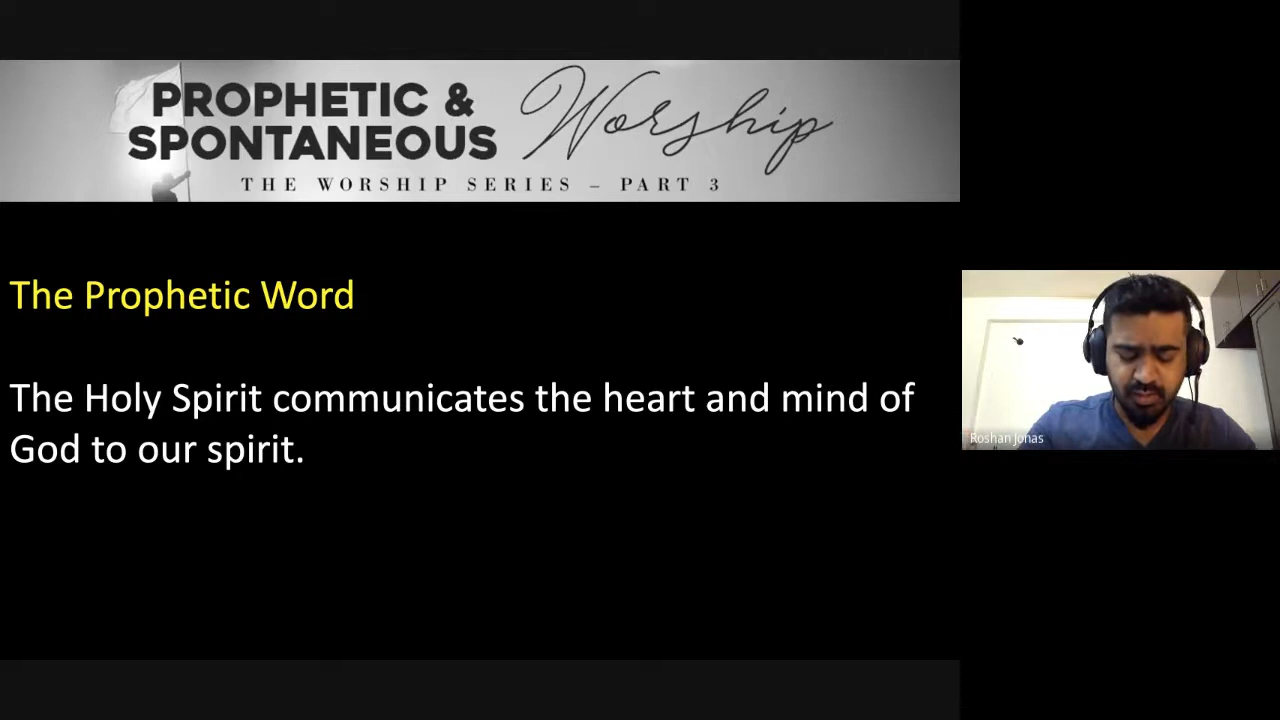 PROPHETIC &
SPONTANEOUS
Worship
THE WORSHIP SERIES – PART 3
The Prophetic Word
The Holy Spirit communicates the heart and mind of
God to our spirit.
Roshan Jonas